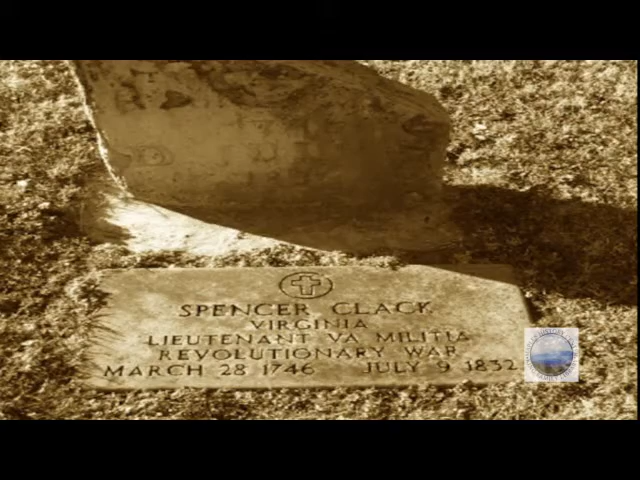 SPENCER CLACK
VIRGINIA
LIEUTENANT VA MILITIA
REVOLUTIONARY WAR
MARCH 28 1746 JULY 9 1832